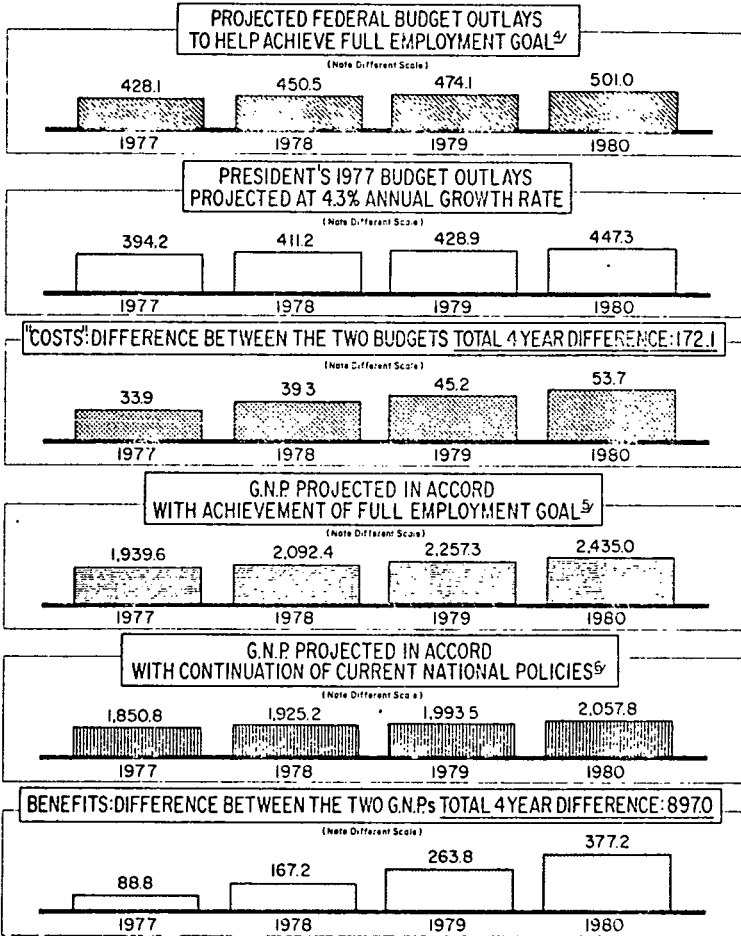 PROJECTED FEDERAL BUDGET OUTLAYS
TO HELP ACHIEVE FULL EMPLOYMENT GOAL 4/
(Note Different Scale)
428.1 450.5 474.1 501.0
1977 1978 1979 1980
PRESIDENT'S 1977 BUDGET OUTLAYS
PROJECTED AT 4.3% ANNUAL GROWTH RATE
(Note Different Scale)
394.2 411.2 428.9 447.3
1977 1978 1979 1980
"COSTS": DIFFERENCE BETWEEN THE TWO BUDGETS TOTAL 4 YEAR DIFFERENCE: 172.1
(Note Different Scale)
33.9 39.3 45.2 53.7
1977 1978 1979 1980
G.N.P. PROJECTED IN ACCORD
WITH ACHIEVEMENT OF FULL EMPLOYMENT GOAL 5/
(Note Different Scale)
1,939.6 2,092.4 2,257.3 2,435.0
1977 1978 1979 1980
G.N.P. PROJECTED IN ACCORD
WITH CONTINUATION OF CURRENT NATIONAL POLICIES 6/
(Note Different Scale)
1,850.8 1,925.2 1,993.5 2,057.8
1977 1978 1979 1980
BENEFITS: DIFFERENCE BETWEEN THE TWO G.N.P.s TOTAL 4 YEAR DIFFERENCE: 897.0
(Note Different Scale)
88.8 167.2 263.8 377.2
1977 1978 1979 1980